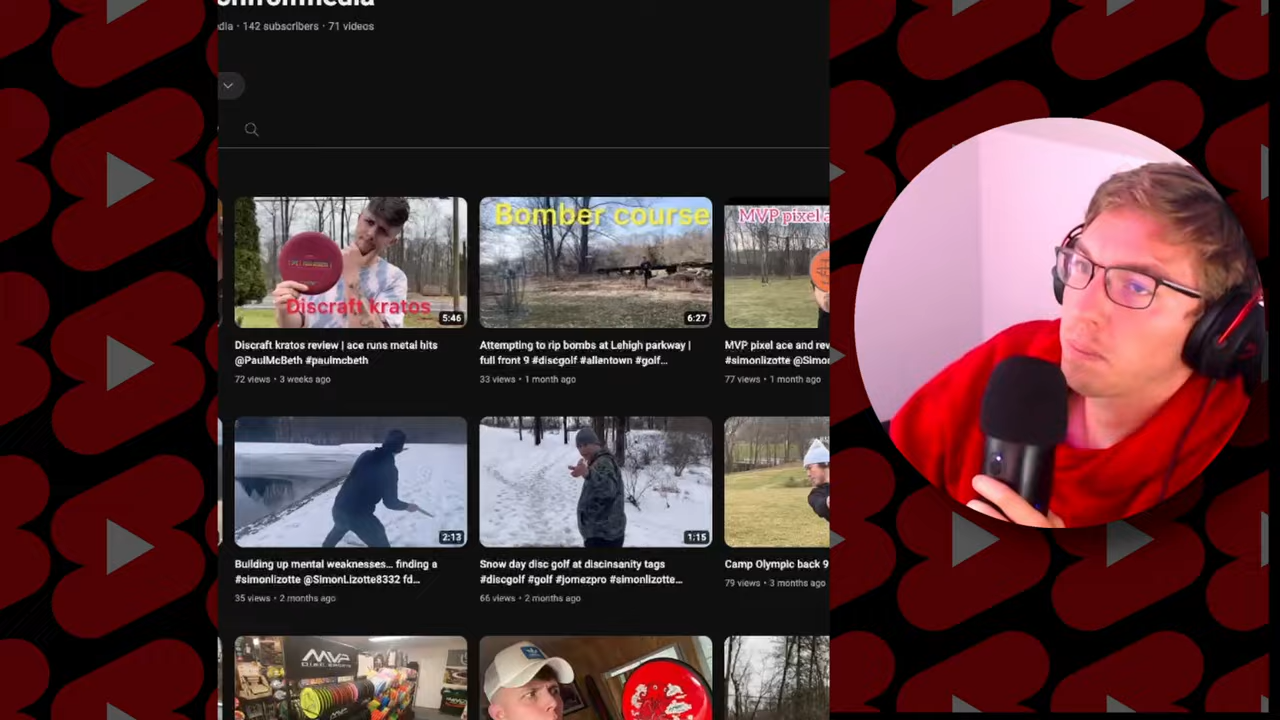 dia • 142 subscribers • 71 videos
Discraft kratos
5:46
Bomber course
6:27
MVP pixel a
Discraft kratos review | ace runs metal hits
@PaulMcBeth #paulmcbeth
72 views • 3 weeks ago
Attempting to rip bombs at Lehigh parkway |
full front 9 #discgolf #allentown #golf...
33 views • 1 month ago
MVP pixel ace and rev
#simonlizotte @Simo
77 views • 1 month ago
2:13
1:15
Building up mental weaknesses... finding a
#simonlizotte @SimonLizotte8332 fd...
35 views • 2 months ago
Snow day disc golf at discinsanity tags
#discgolf #golf #jomezpro #simonlizotte...
66 views • 2 months ago
Camp Olympic back 9
79 views • 3 months ago
MVP